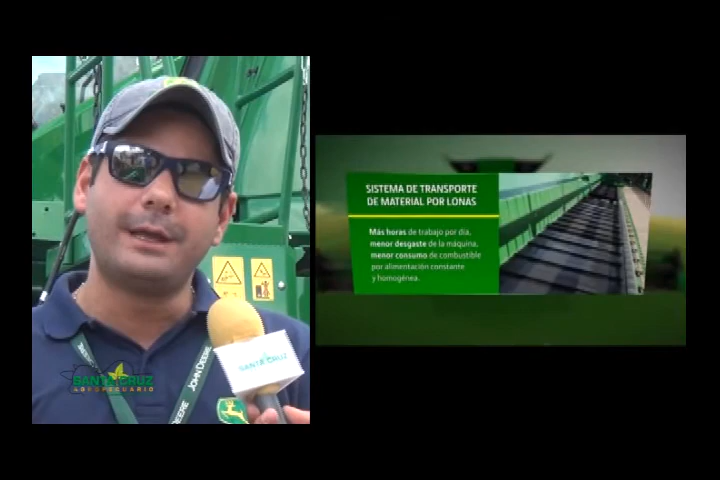 SISTEMA DE TRANSPORTE
DE MATERIAL POR LONAS
Más horas de trabajo por día,
menor desgaste de la máquina,
menor consumo de combustible
por alimentación constante
y homogénea.
SANTA CRUZ
AGROPECUARIO
JOHN DEERE
DEERE
SANTA CRUZ